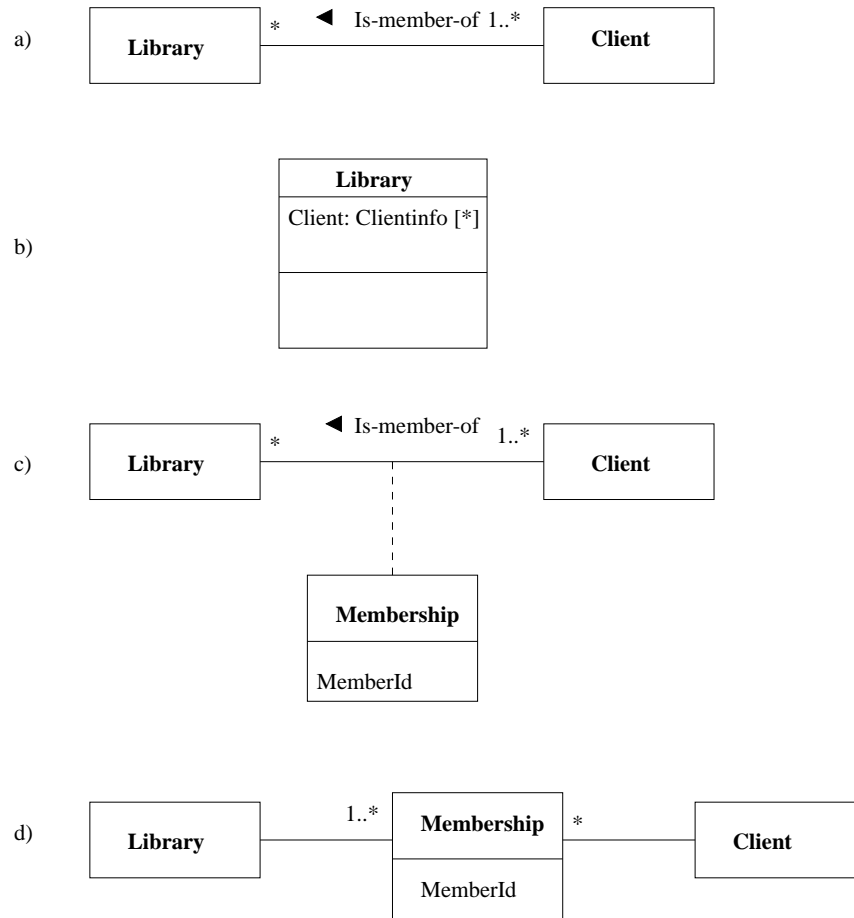 a)
Library
* ◄ Is-member-of 1..*
Client
b)
Library
Client: Clientinfo [*]
c)
Library
* ◄ Is-member-of 1..*
Client
Membership
MemberId
d)
Library
1..*
Membership
MemberId
*
Client